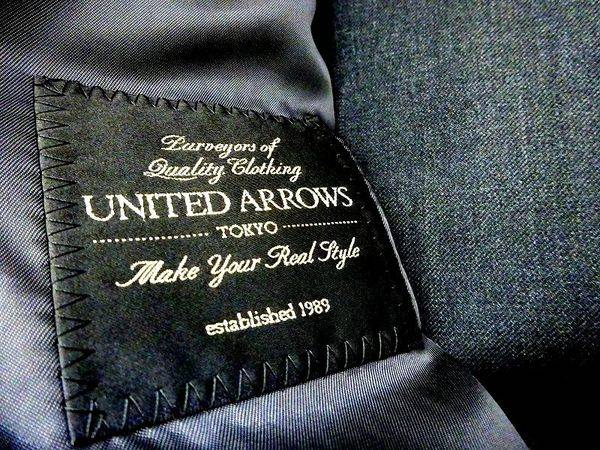 Purveyors of
Quality Clothing
UNITED ARROWS
TOKYO
Make Your Real Style
established 1989